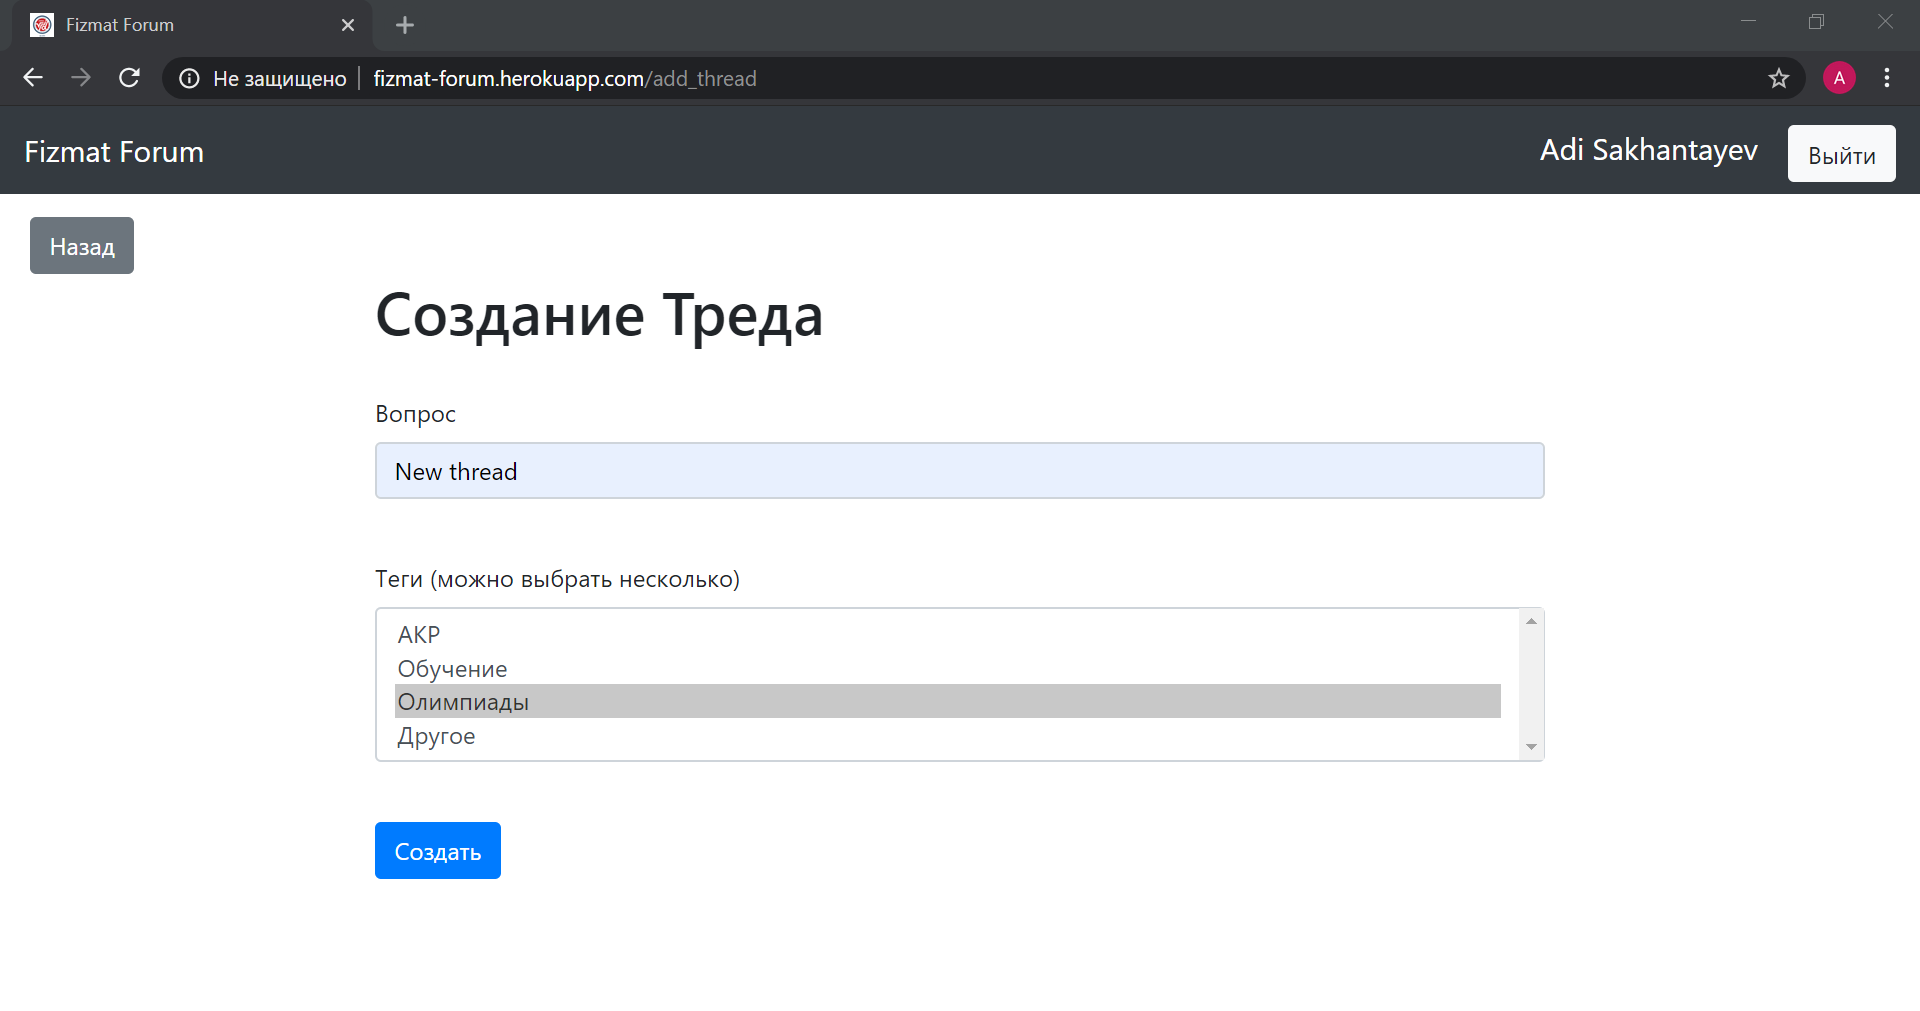 Fizmat Forum
Не защищено fizmat-forum.herokuapp.com/add_thread
A
Fizmat Forum
Adi Sakhantayev
Выйти
Назад
Создание Треда
Вопрос
New thread
Теги (можно выбрать несколько)
АКР
Обучение
Олимпиады
Другое
Создать